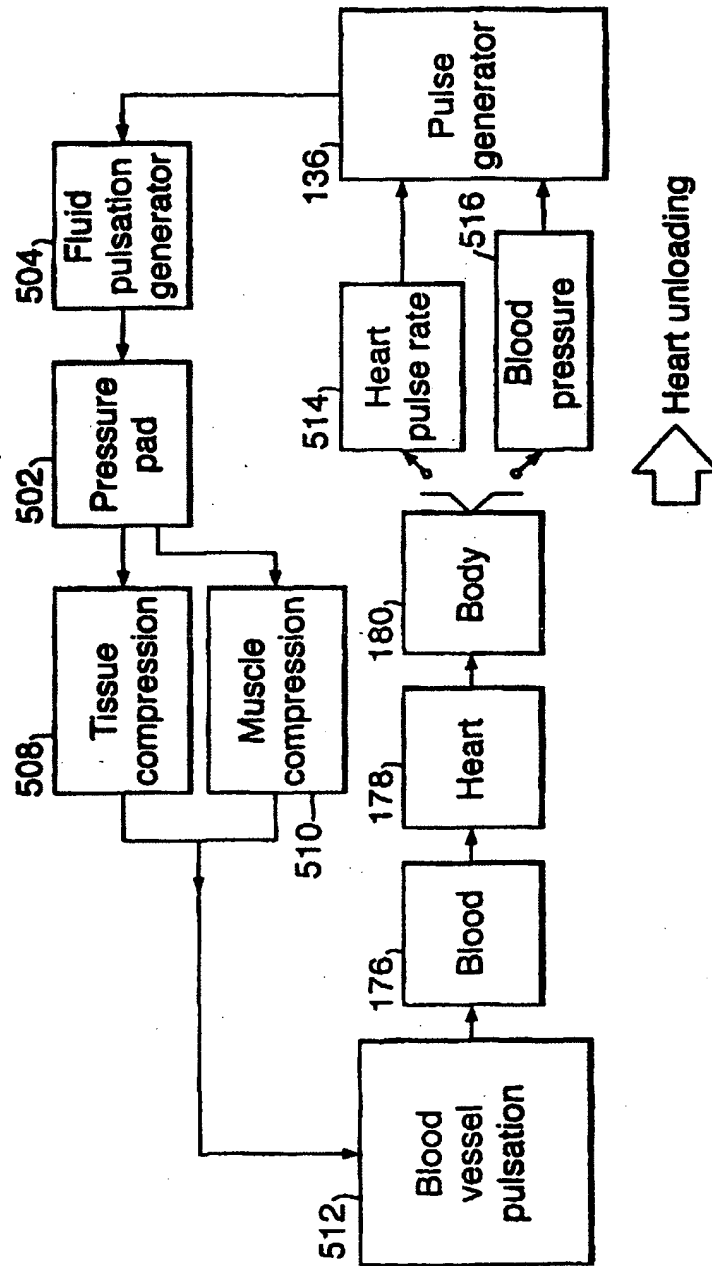 508
Tissue
compression
502
Pressure
pad
504
Fluid
pulsation
generator
Muscle
compression
510
512
Blood
vessel
pulsation
176
Blood
178
Heart
180
Body
514
Heart
pulse rate
516
Blood
pressure
136
Pulse
generator
Heart unloading